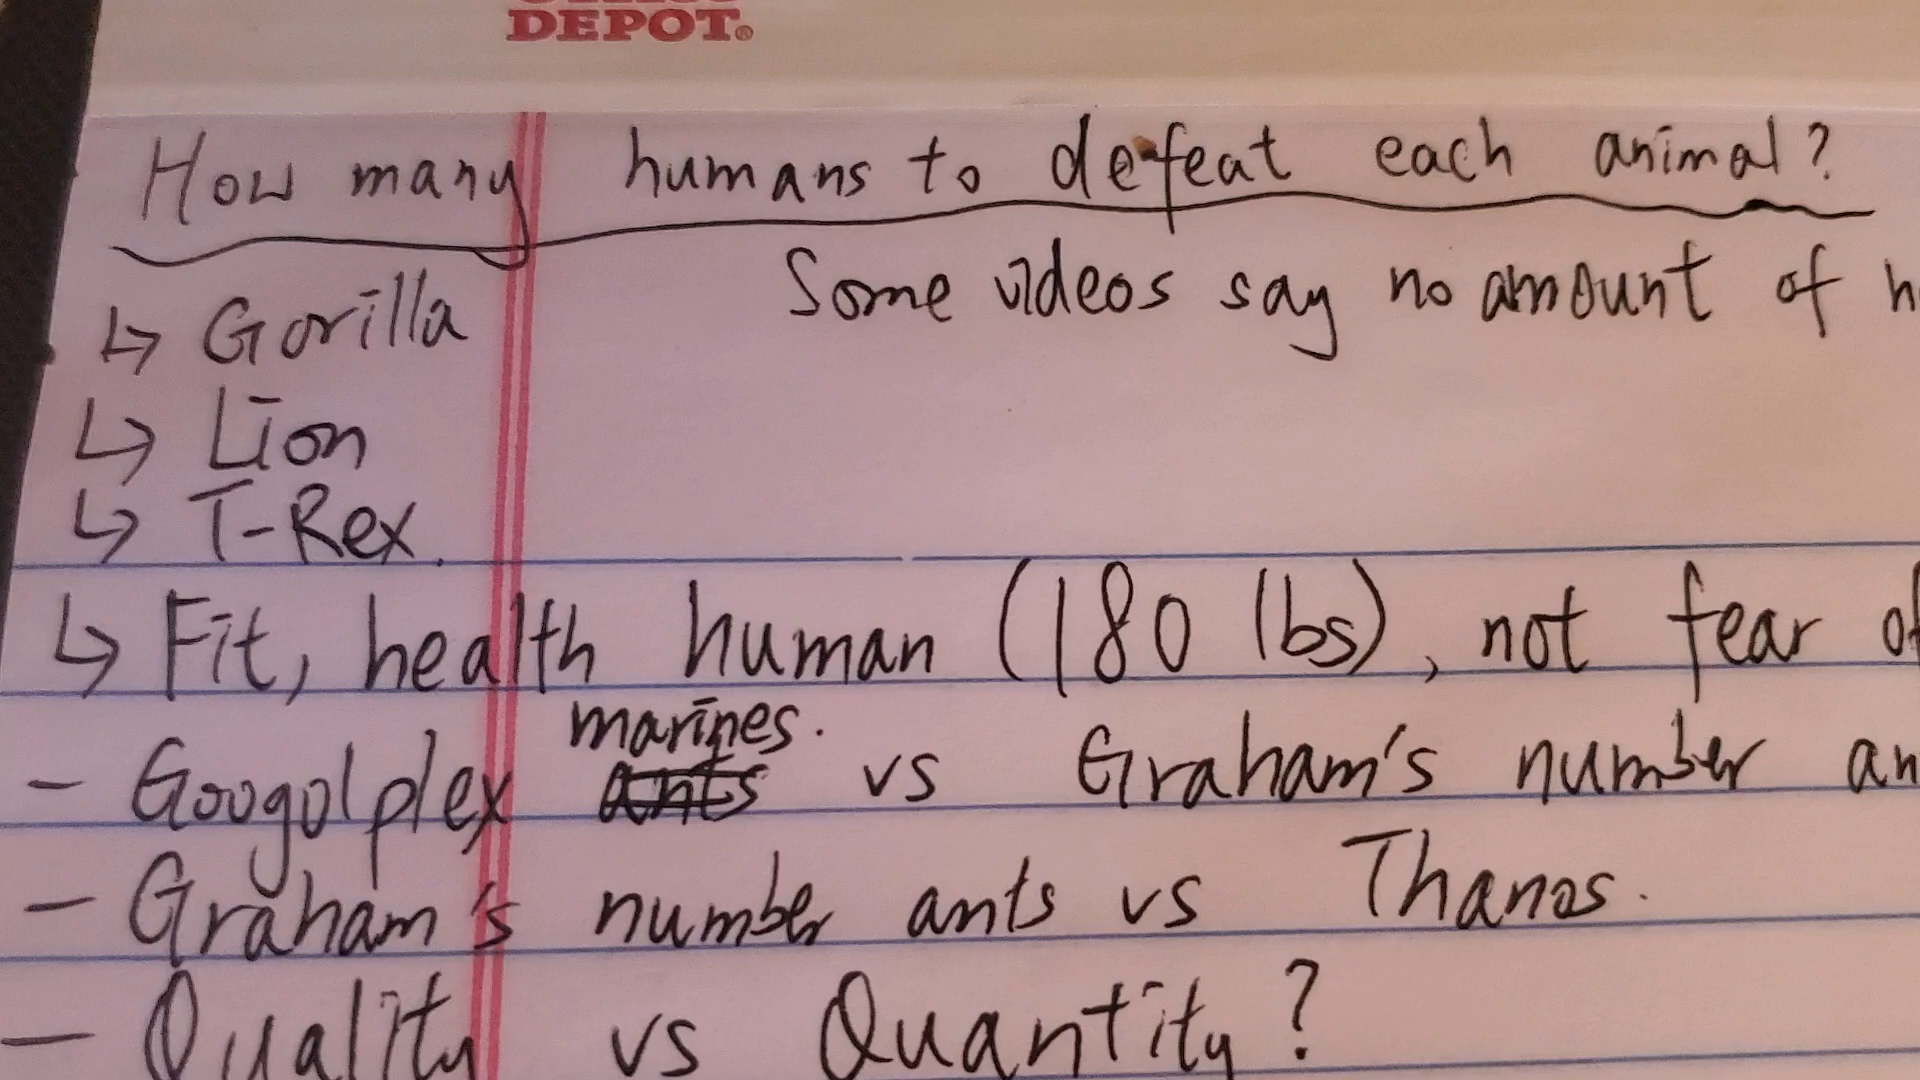 DEPOT®
How many humans to defeat each animal?
Some videos say no amount of
↳ Gorilla
↳ Lion
↳ T-Rex.
↳ Fit, health human (180 lbs), not fear of
marines.
- Googolplex ants vs Graham's number an
- Graham's number ants vs Thanos.
- Quality vs Quantity?